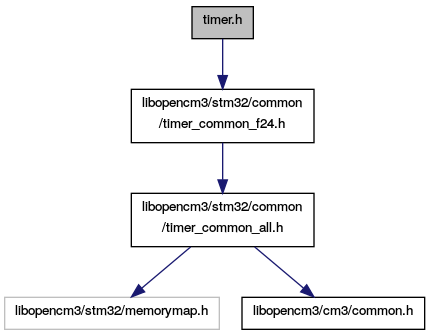 timer.h
libopencm3/stm32/common
/timer_common_f24.h
libopencm3/stm32/common
/timer_common_all.h
libopencm3/stm32/memorymap.h
libopencm3/cm3/common.h